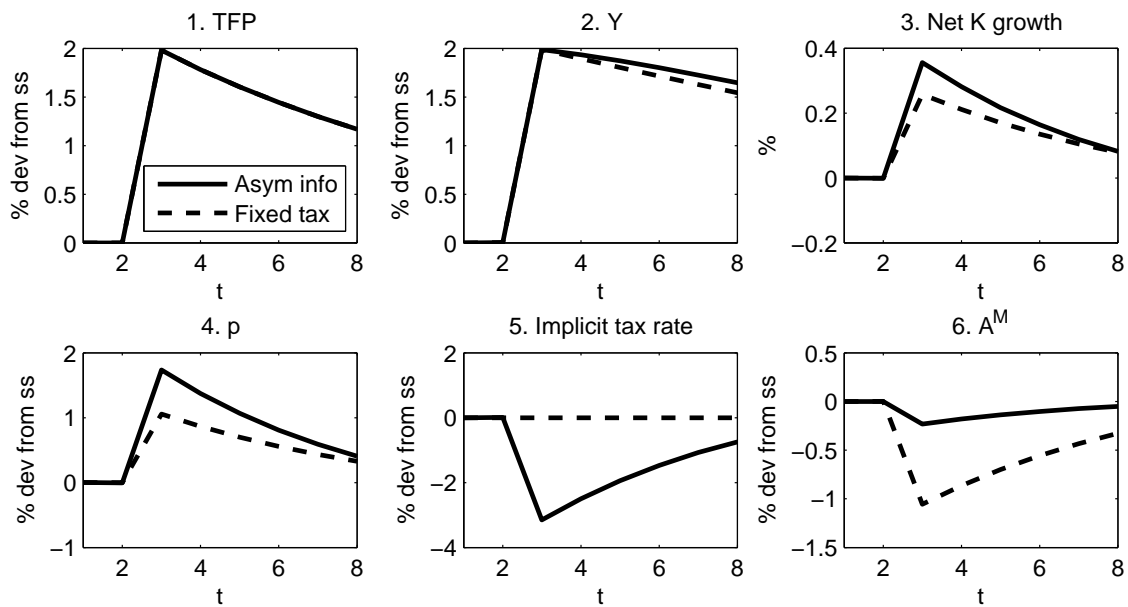 1. TFP
% dev from ss
2
1.5
1
0.5
0
2 4 6 8
t
Asym info
Fixed tax
2. Y
% dev from ss
2
1.5
1
0.5
0
2 4 6 8
t
3. Net K growth
%
0.4
0.2
0
−0.2
2 4 6 8
t
4. p
% dev from ss
2
1
0
−1
2 4 6 8
t
5. Implicit tax rate
% dev from ss
2
0
−2
−4
2 4 6 8
t
6. A^M
% dev from ss
0.5
0
−0.5
−1
−1.5
2 4 6 8
t